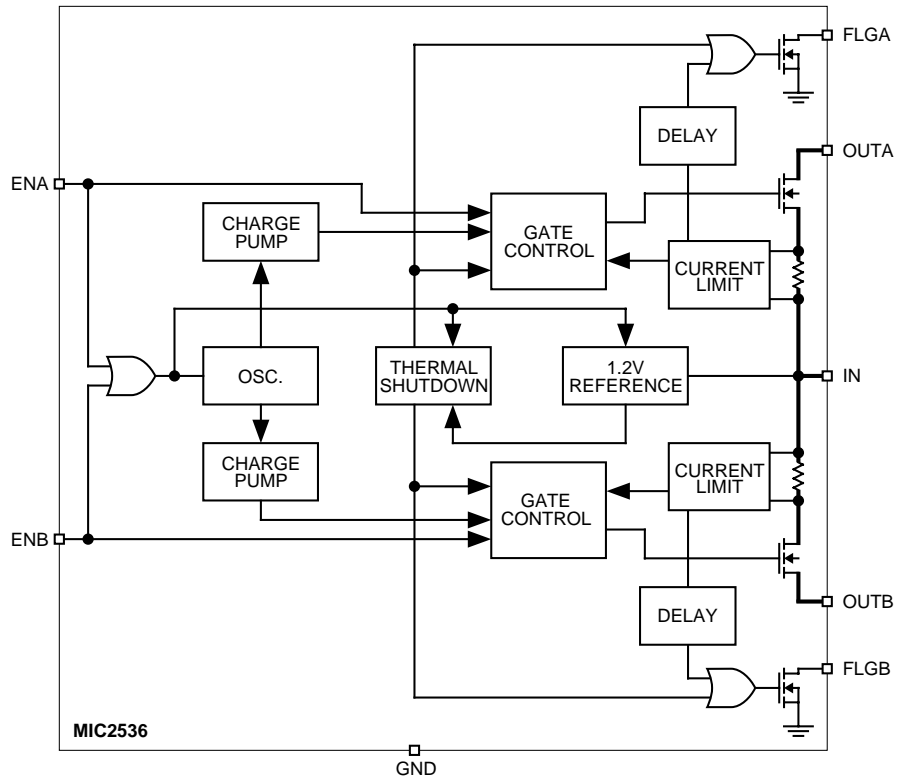 FLGA
DELAY
OUTA
ENA
CHARGE
PUMP
GATE
CONTROL
CURRENT
LIMIT
OSC.
THERMAL
SHUTDOWN
1.2V
REFERENCE
IN
CHARGE
PUMP
GATE
CONTROL
CURRENT
LIMIT
ENB
OUTB
DELAY
FLGB
MIC2536
GND